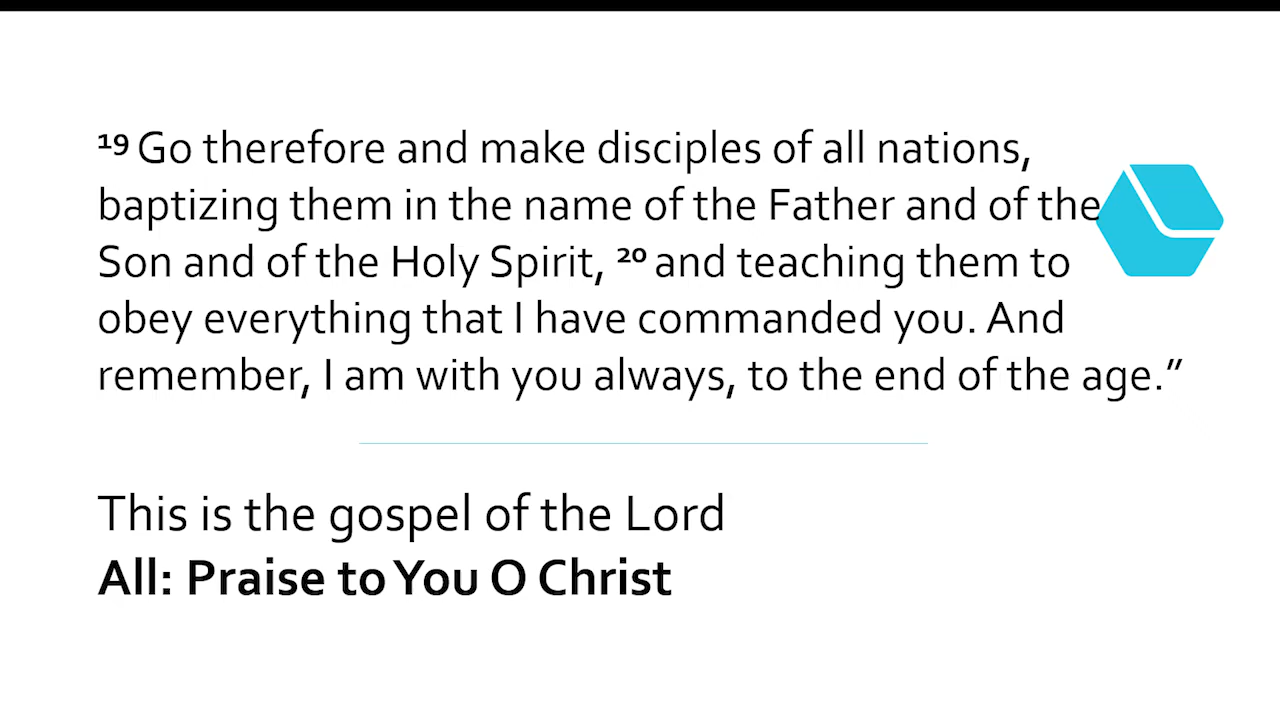 19 Go therefore and make disciples of all nations,
baptizing them in the name of the Father and of the
Son and of the Holy Spirit, 20 and teaching them to
obey everything that I have commanded you. And
remember, I am with you always, to the end of the age.”
This is the gospel of the Lord
All: Praise to You O Christ